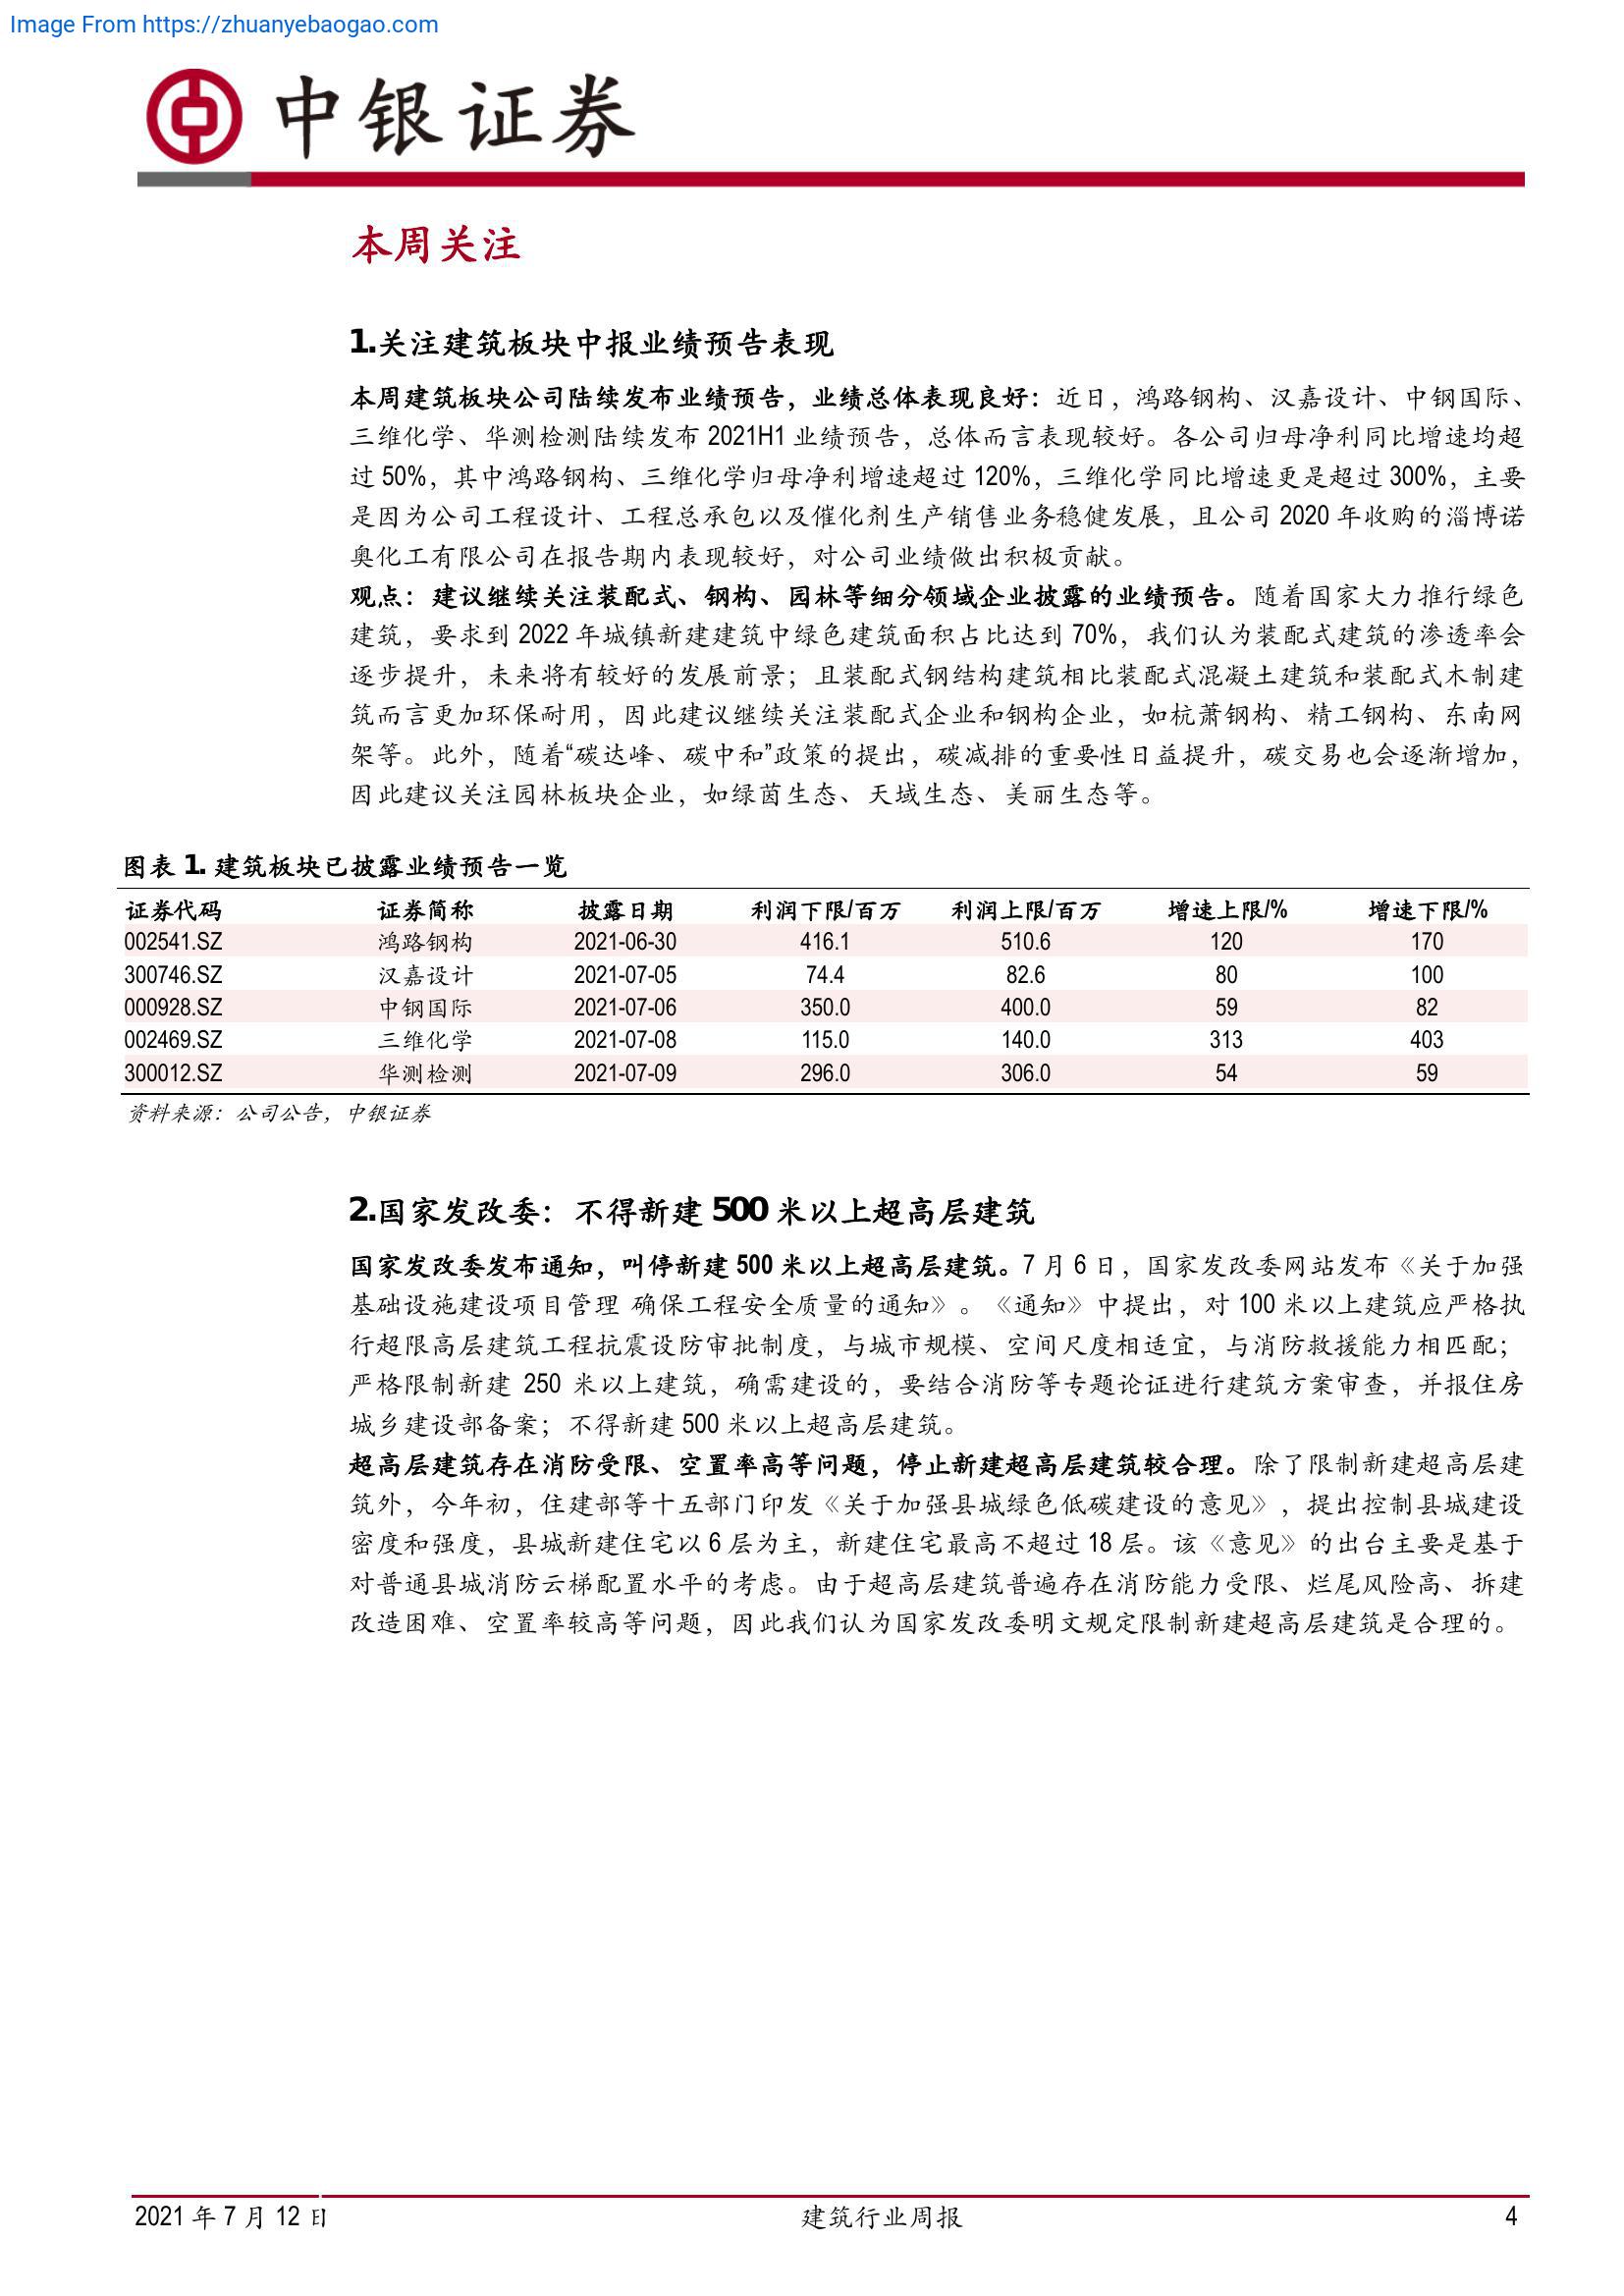 Image From https://zhuanyebaogao.com
中银证券
本周关注
1.关注建筑板块中报业绩预告表现
本周建筑板块公司陆续发布业绩预告，业绩总体表现良好：近日，鸿路钢构、汉嘉设计、中钢国际、
三维化学、华测检测陆续发布 2021H1 业绩预告，总体而言表现较好。各公司归母净利同比增速均超
过 50%，其中鸿路钢构、三维化学归母净利增速超过 120%，三维化学同比增速更是超过 300%，主要
是因为公司工程设计、工程总承包以及催化剂生产销售业务稳健发展，且公司 2020 年收购的淄博诺
奥化工有限公司在报告期内表现较好，对公司业绩做出积极贡献。
观点：建议继续关注装配式、钢构、园林等细分领域企业披露的业绩预告。随着国家大力推行绿色
建筑，要求到 2022 年城镇新建建筑中绿色建筑面积占比达到 70%，我们认为装配式建筑的渗透率会
逐步提升，未来将有较好的发展前景；且装配式钢结构建筑相比装配式混凝土建筑和装配式木制建
筑而言更加环保耐用，因此建议继续关注装配式企业和钢构企业，如杭萧钢构、精工钢构、东南网
架等。此外，随着“碳达峰、碳中和”政策的提出，碳减排的重要性日益提升，碳交易也会逐渐增加，
因此建议关注园林板块企业，如绿茵生态、天域生态、美丽生态等。
图表 1. 建筑板块已披露业绩预告一览
证券代码 证券简称 披露日期 利润下限/百万 利润上限/百万 增速上限/% 增速下限/%
002541.SZ 鸿路钢构 2021-06-30 416.1 510.6 120 170
300746.SZ 汉嘉设计 2021-07-05 74.4 82.6 80 100
000928.SZ 中钢国际 2021-07-06 350.0 400.0 59 82
002469.SZ 三维化学 2021-07-08 115.0 140.0 313 403
300012.SZ 华测检测 2021-07-09 296.0 306.0 54 59
资料来源：公司公告，中银证券
2.国家发改委：不得新建 500 米以上超高层建筑
国家发改委发布通知，叫停新建 500 米以上超高层建筑。7 月 6 日，国家发改委网站发布《关于加强
基础设施建设项目管理 确保工程安全质量的通知》。《通知》中提出，对 100 米以上建筑应严格执
行超限高层建筑工程抗震设防审批制度，与城市规模、空间尺度相适宜，与消防救援能力相匹配；
严格限制新建 250 米以上建筑，确需建设的，要结合消防等专题论证进行建筑方案审查，并报住房
城乡建设部备案；不得新建 500 米以上超高层建筑。
超高层建筑存在消防受限、空置率高等问题，停止新建超高层建筑较合理。除了限制新建超高层建
筑外，今年初，住建部等十五部门印发《关于加强县城绿色低碳建设的意见》，提出控制县城建设
密度和强度，县城新建住宅以 6 层为主，新建住宅最高不超过 18 层。该《意见》的出台主要是基于
对普通县城消防云梯配置水平的考虑。由于超高层建筑普遍存在消防能力受限、烂尾风险高、拆建
改造困难、空置率较高等问题，因此我们认为国家发改委明文规定限制新建超高层建筑是合理的。
2021 年 7 月 12 日 建筑行业周报 4